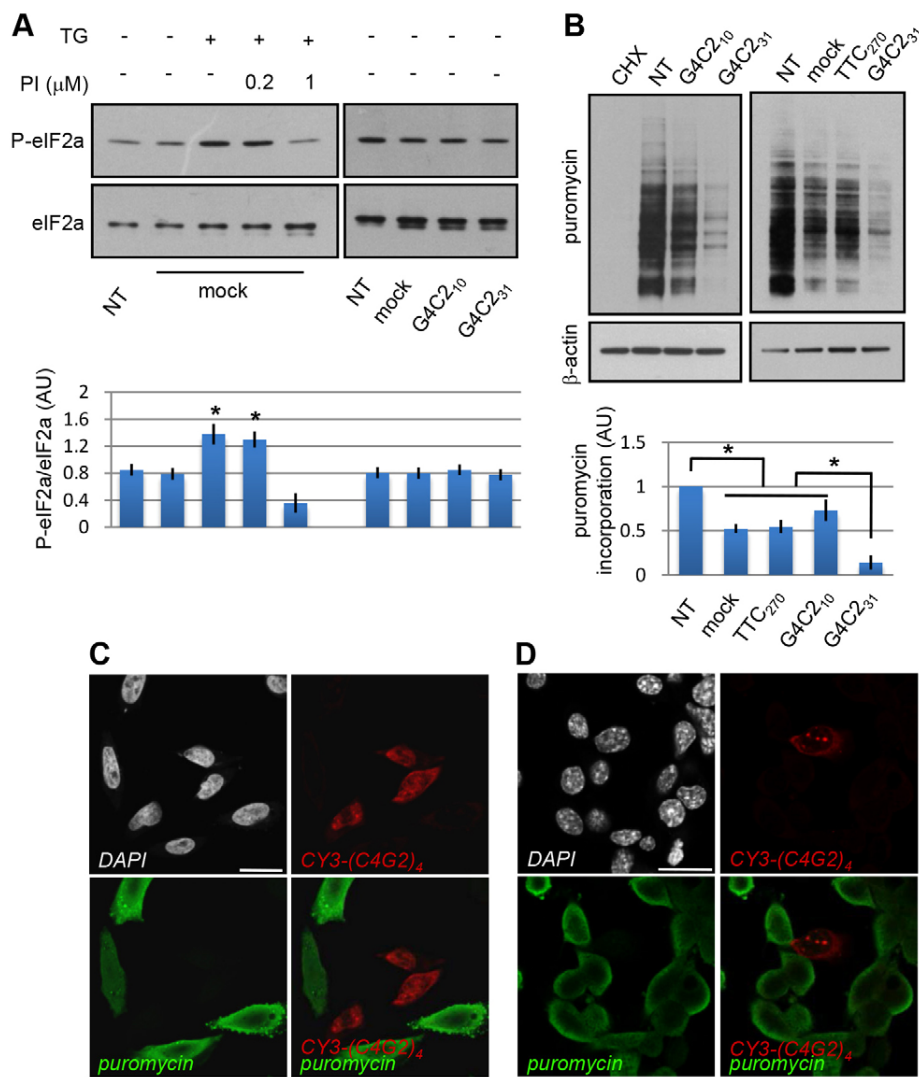 A
TG - - + + + - - - -
PI (μM) - - - 0.2 1 - - - -
P-eIF2a
eIF2a
NT mock NT mock G4C2₁₀ G4C2₃₁
P-eIF2a/eIF2a (AU)
2
1.6
1.2
0.8
0.4
0
* *
B
CHX NT G4C2₁₀ G4C2₃₁ NT mock TTC₂₇₀ G4C2₃₁
puromycin
β-actin
puromycin
incorporation (AU)
1.5
1
0.5
0
* *
NT mock TTC₂₇₀ G4C2₁₀ G4C2₃₁
C
DAPI
CY3-(C4G2)₄
puromycin
CY3-(C4G2)₄
puromycin
D
DAPI
CY3-(C4G2)₄
puromycin
CY3-(C4G2)₄
puromycin